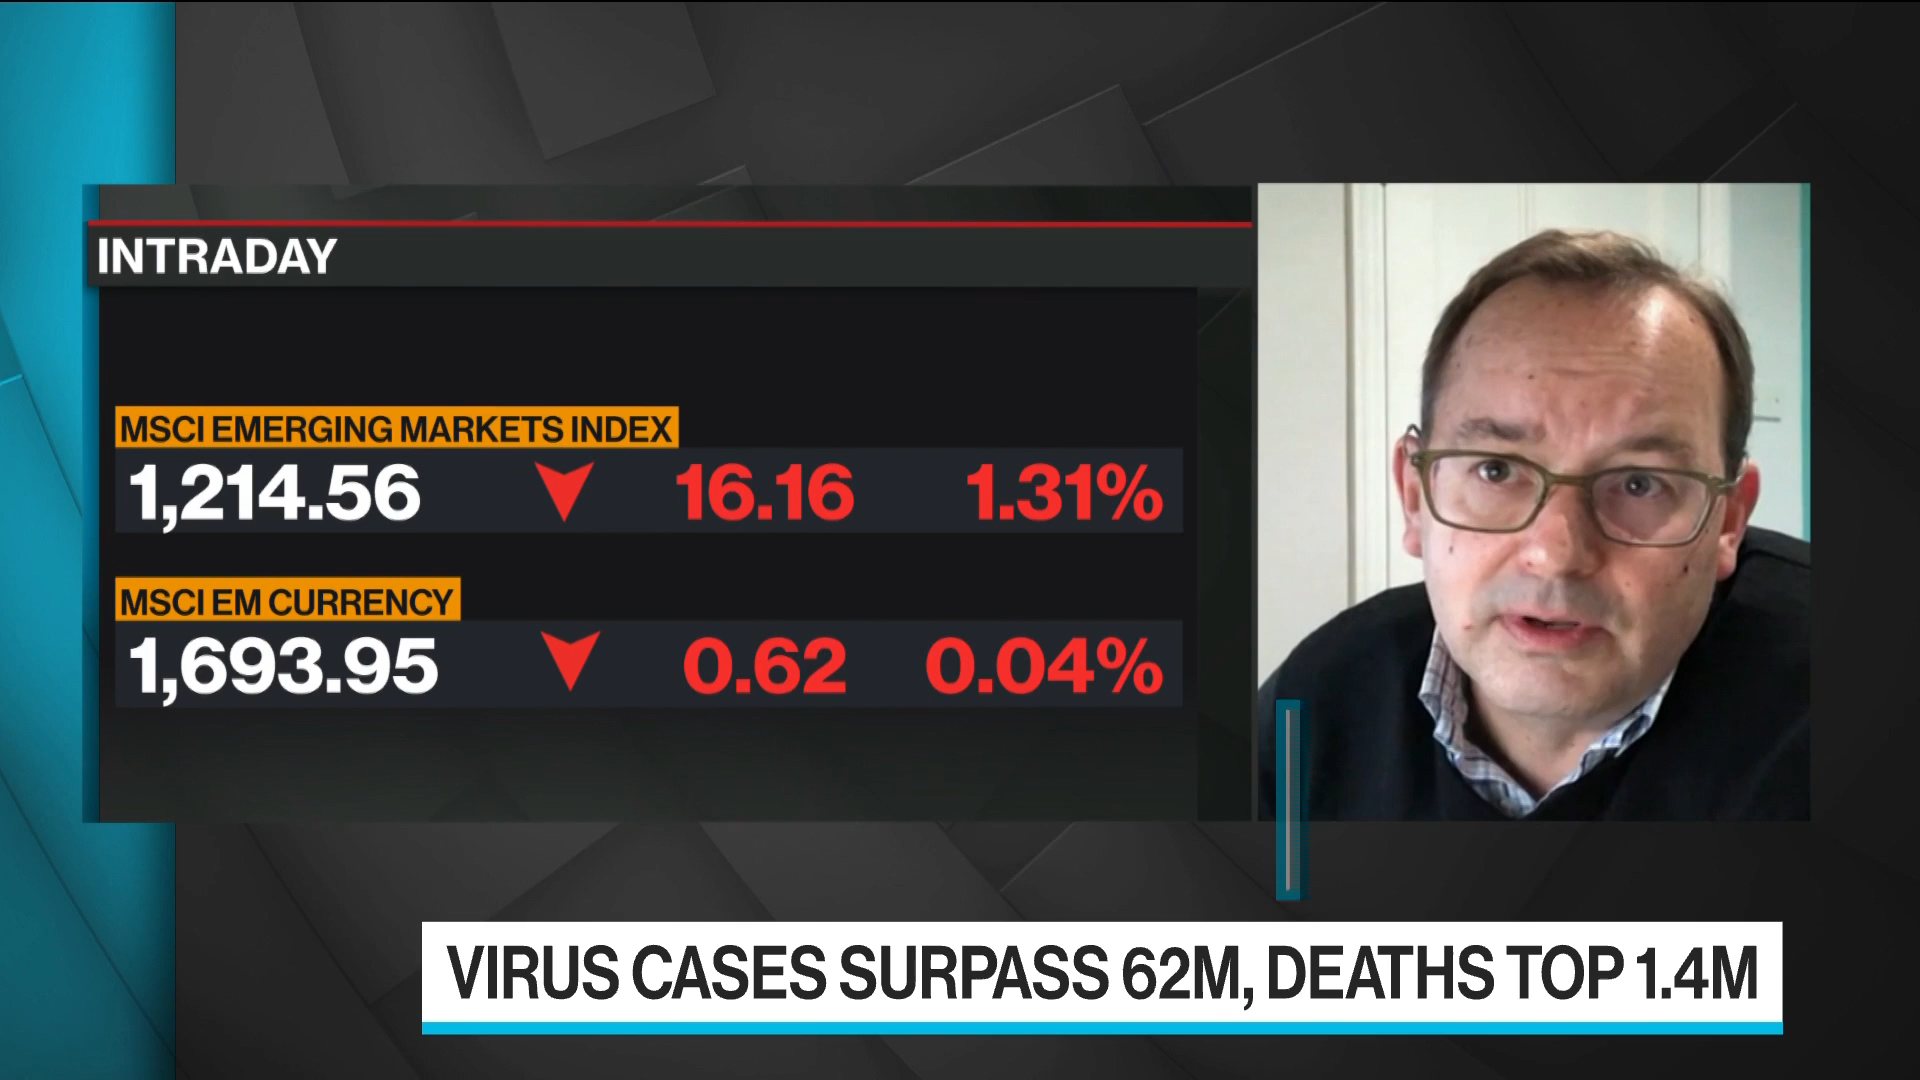 INTRADAY
MSCI EMERGING MARKETS INDEX
1,214.56 16.16 1.31%
MSCI EM CURRENCY
1,693.95 0.62 0.04%
VIRUS CASES SURPASS 62M, DEATHS TOP 1.4M